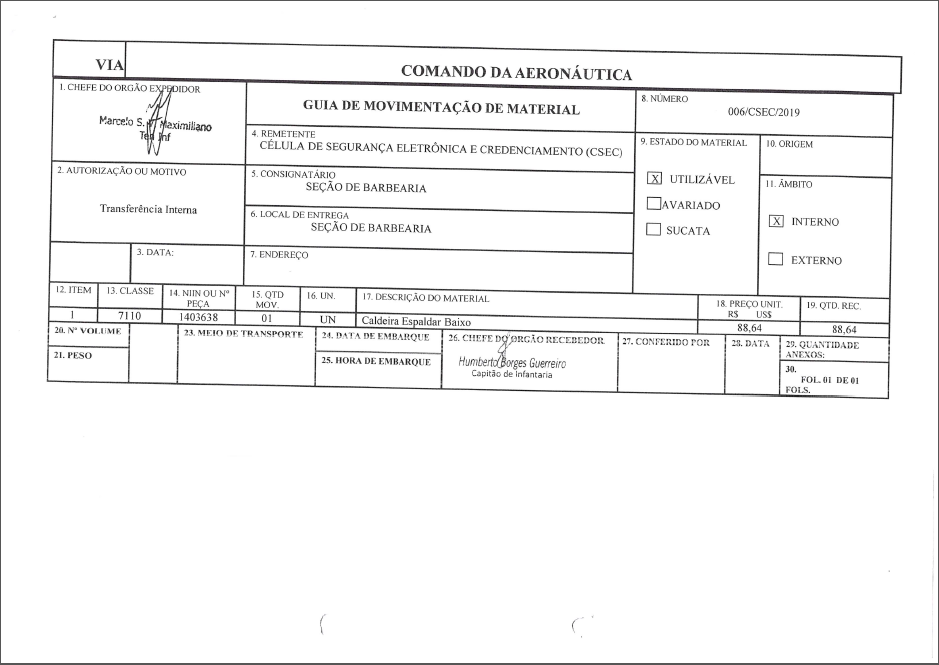 VIA
COMANDO DA AERONÁUTICA
1. CHEFE DO ORGÃO EXPEDIDOR
Marcelo S. Maximiliano
Ten Inf
GUIA DE MOVIMENTAÇÃO DE MATERIAL
8. NÚMERO
006/CSEC/2019
4. REMETENTE
CÉLULA DE SEGURANÇA ELETRÔNICA E CREDENCIAMENTO (CSEC)
9. ESTADO DO MATERIAL
X UTILIZÁVEL
AVARIADO
SUCATA
10. ORIGEM
2. AUTORIZAÇÃO OU MOTIVO
Transferência Interna
5. CONSIGNATÁRIO
SEÇÃO DE BARBEARIA
11. ÂMBITO
X INTERNO
EXTERNO
6. LOCAL DE ENTREGA
SEÇÃO DE BARBEARIA
3. DATA:
7. ENDEREÇO
12. ITEM 13. CLASSE 14. NIIN OU Nº PEÇA 15. QTD MOV. 16. UN. 17. DESCRIÇÃO DO MATERIAL 18. PREÇO UNIT. R$ US$ 19. QTD. REC.
1 7110 1403638 01 UN Caldeira Espaldar Baixo 88,64 88,64
20. Nº VOLUME
21. PESO
23. MEIO DE TRANSPORTE
24. DATA DE EMBARQUE
25. HORA DE EMBARQUE
26. CHEFE DO ORGÃO RECEBEDOR
Humberto Borges Guerreiro
Capitão de Infantaria
27. CONFERIDO POR
28. DATA
29. QUANTIDADE
ANEXOS:
30.
FOL. 01 DE 01
FOLS.